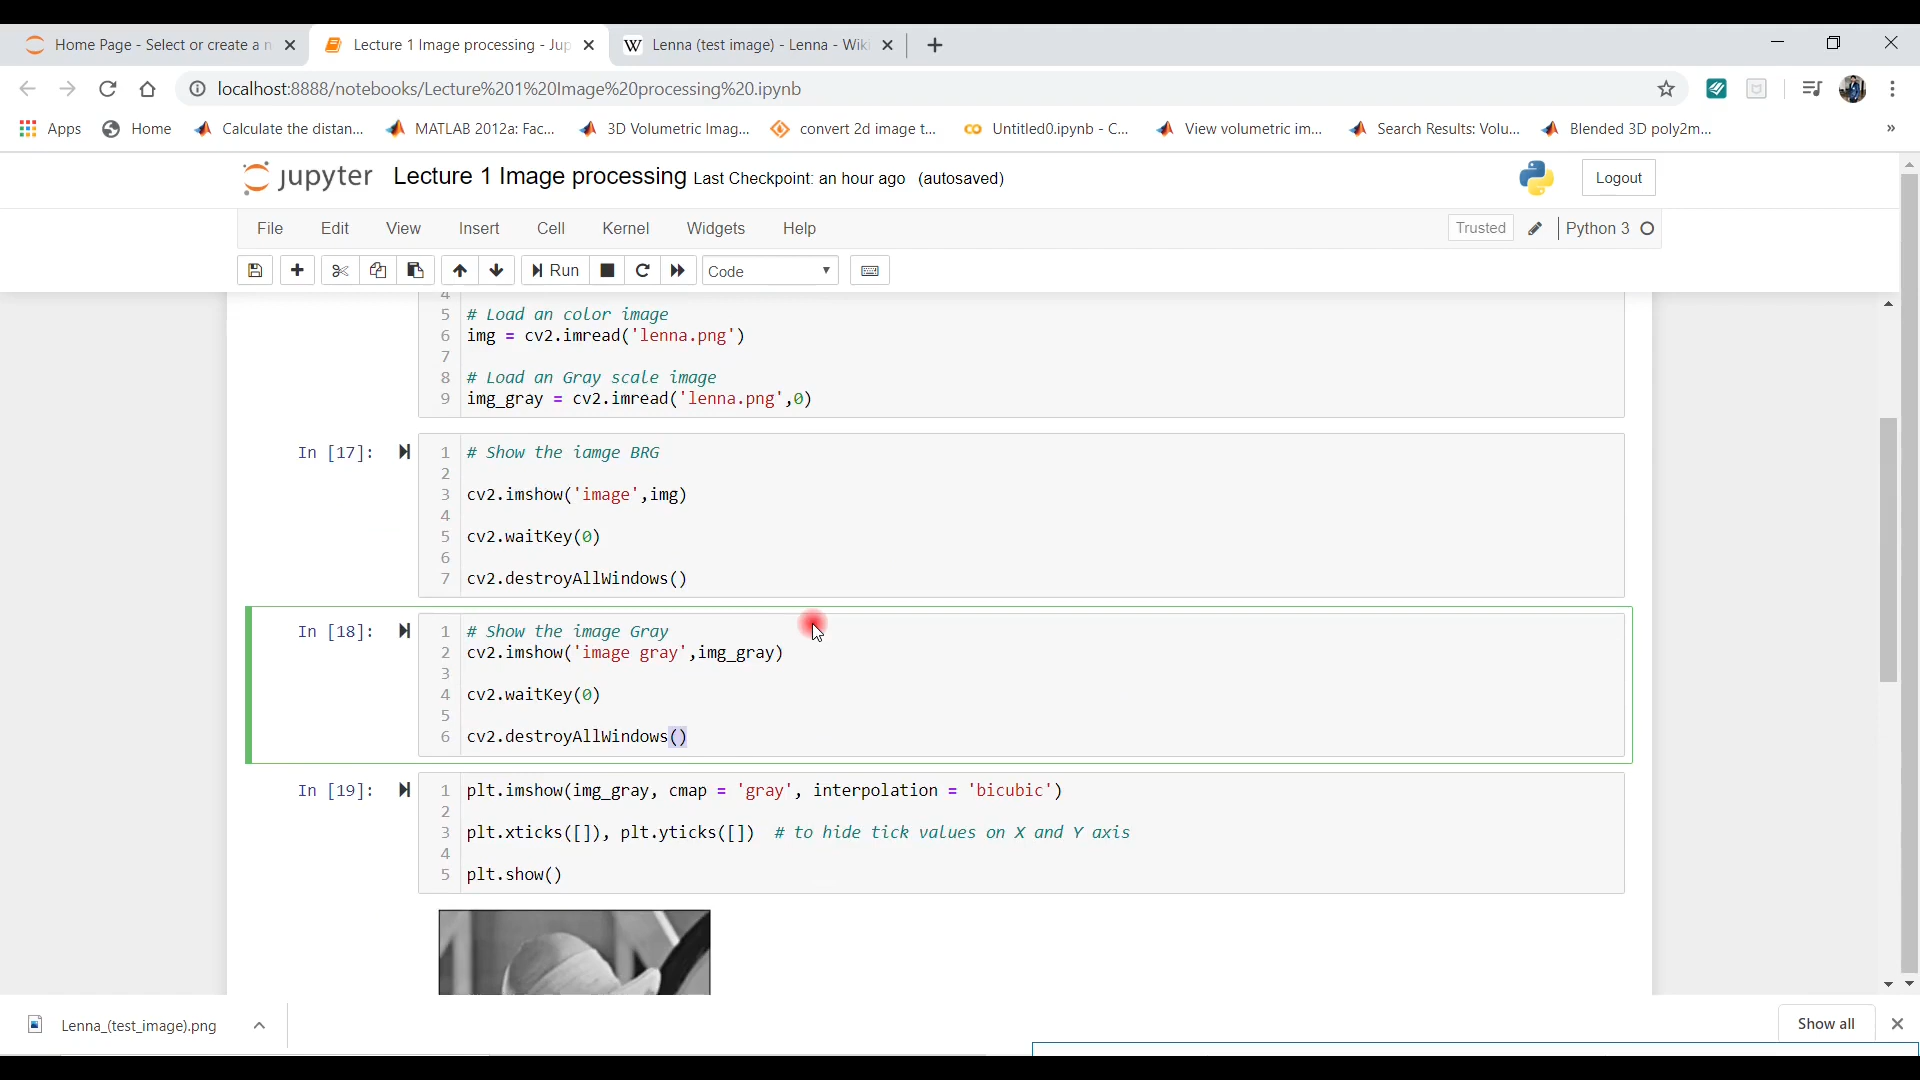 Home Page - Select or create a n
Lecture 1 Image processing - Jup
W Lenna (test image) - Lenna - Wiki
localhost:8888/notebooks/Lecture%201%20Image%20processing%20.ipynb
Apps Home Calculate the distan... MATLAB 2012a: Fac... 3D Volumetric Imag... convert 2d image t... CO Untitled0.ipynb - C... View volumetric im... Search Results: Volu... Blended 3D poly2m... »
jupyter Lecture 1 Image processing Last Checkpoint: an hour ago (autosaved) Logout
File Edit View Insert Cell Kernel Widgets Help Trusted Python 3
Run Code
4
5 # Load an color image
6 img = cv2.imread('lenna.png')
7
8 # Load an Gray scale image
9 img_gray = cv2.imread('lenna.png',0)
In [17]: 1 # Show the iamge BRG
2
3 cv2.imshow('image',img)
4
5 cv2.waitKey(0)
6
7 cv2.destroyAllWindows()
In [18]: 1 # Show the image Gray
2 cv2.imshow('image gray',img_gray)
3
4 cv2.waitKey(0)
5
6 cv2.destroyAllWindows()
In [19]: 1 plt.imshow(img_gray, cmap = 'gray', interpolation = 'bicubic')
2
3 plt.xticks([]), plt.yticks([]) # to hide tick values on X and Y axis
4
5 plt.show()
Lenna_(test_image).png Show all